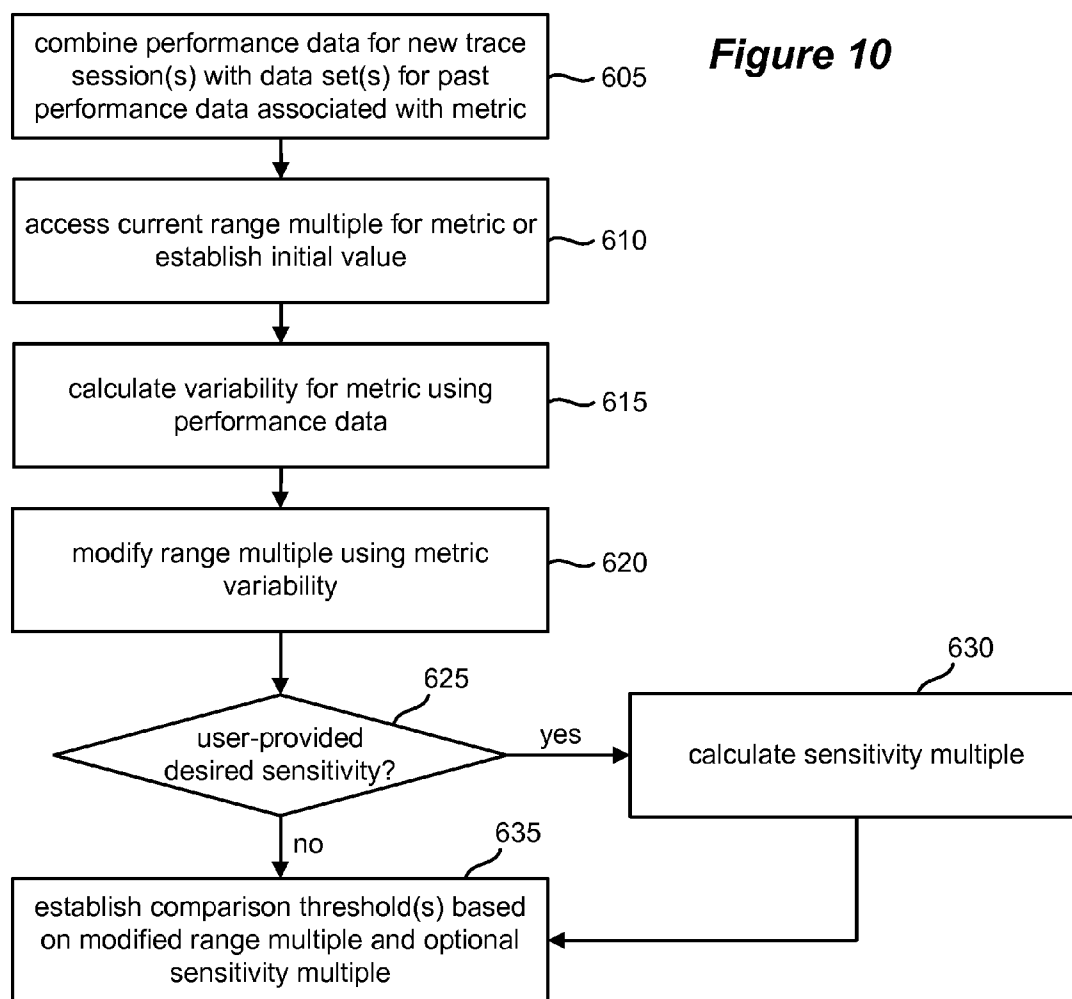 Figure 10
combine performance data for new trace
session(s) with data set(s) for past
performance data associated with metric
605
access current range multiple for metric or
establish initial value
610
calculate variability for metric using
performance data
615
modify range multiple using metric
variability
620
625
user-provided
desired sensitivity?
yes
630
calculate sensitivity multiple
no
635
establish comparison threshold(s) based
on modified range multiple and optional
sensitivity multiple